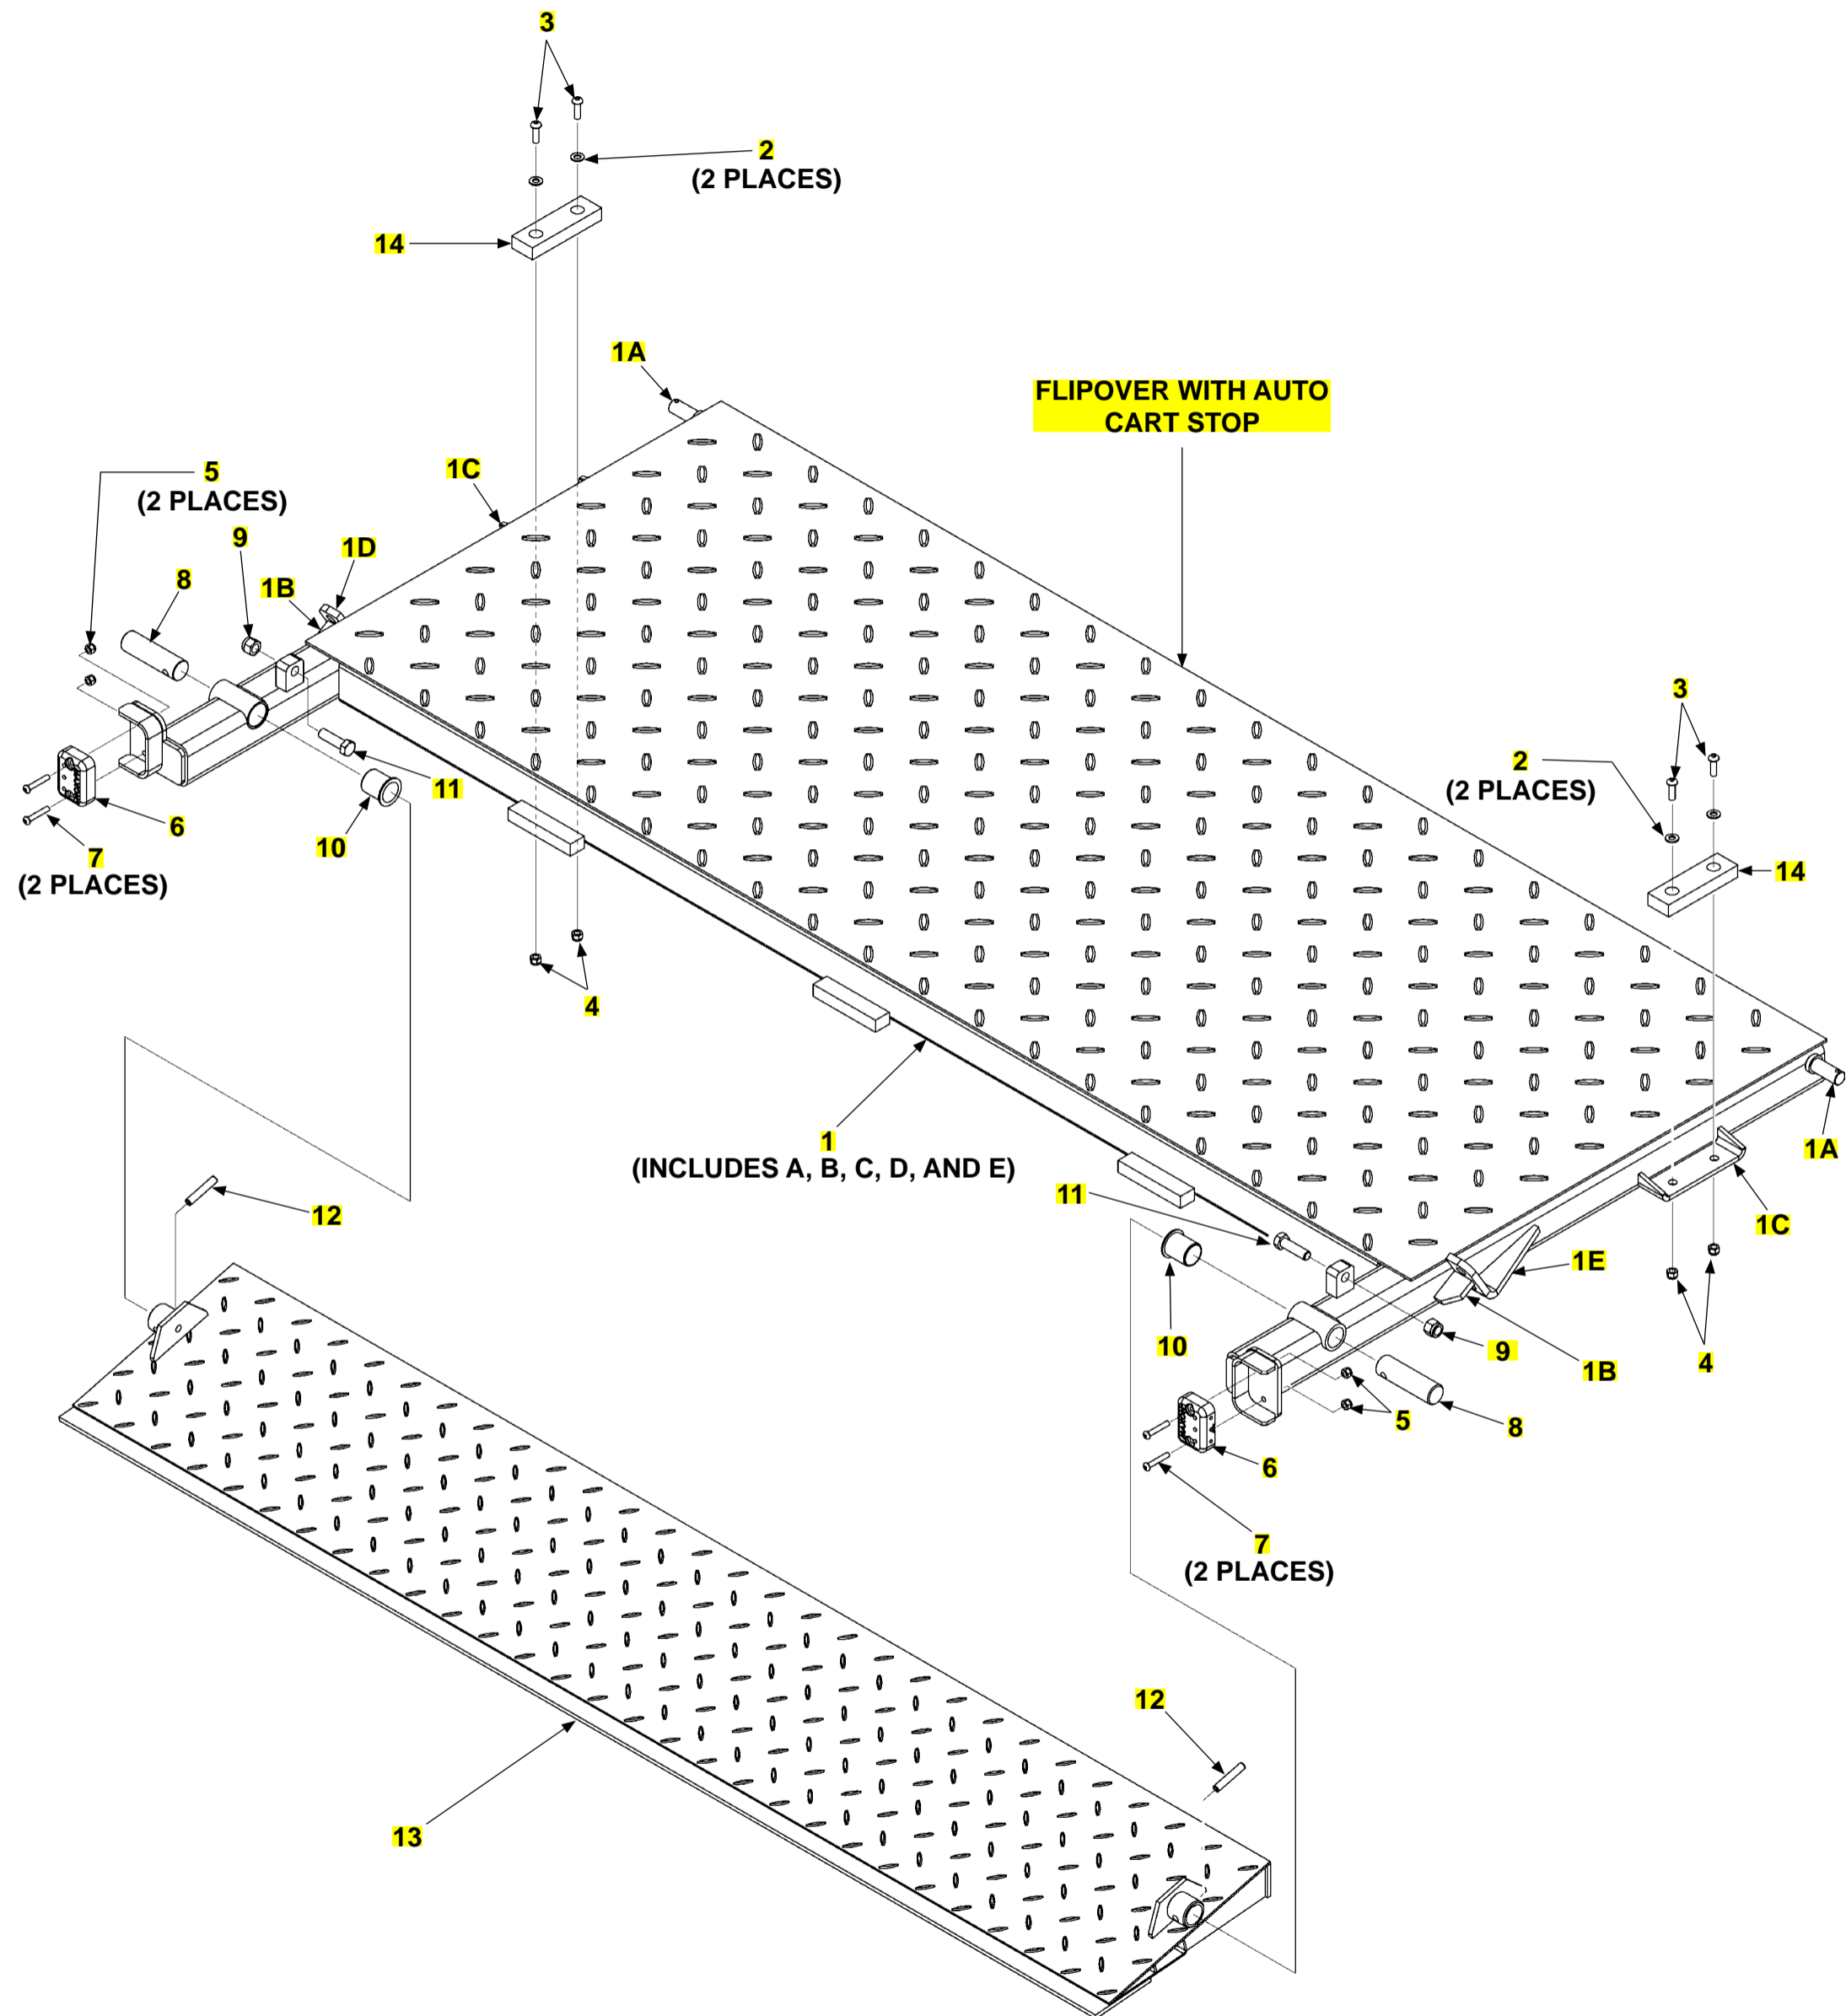 3
2
(2 PLACES)
14
1A
FLIPOVER WITH AUTO
CART STOP
1C
5
(2 PLACES)
9
1D
8
1B
3
2
(2 PLACES)
11
6
10
7
(2 PLACES)
14
4
1
(INCLUDES A, B, C, D, AND E)
1A
11
12
1C
1E
10
9
1B
4
5
8
6
7
(2 PLACES)
12
13